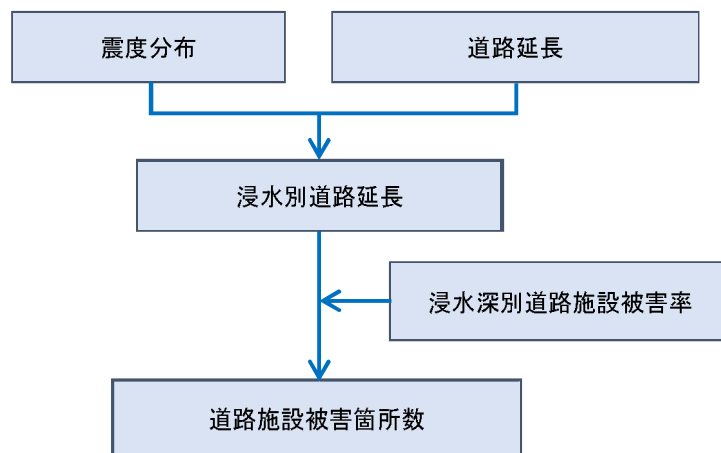 震度分布
道路延長
浸水別道路延長
浸水深別道路施設被害率
道路施設被害箇所数